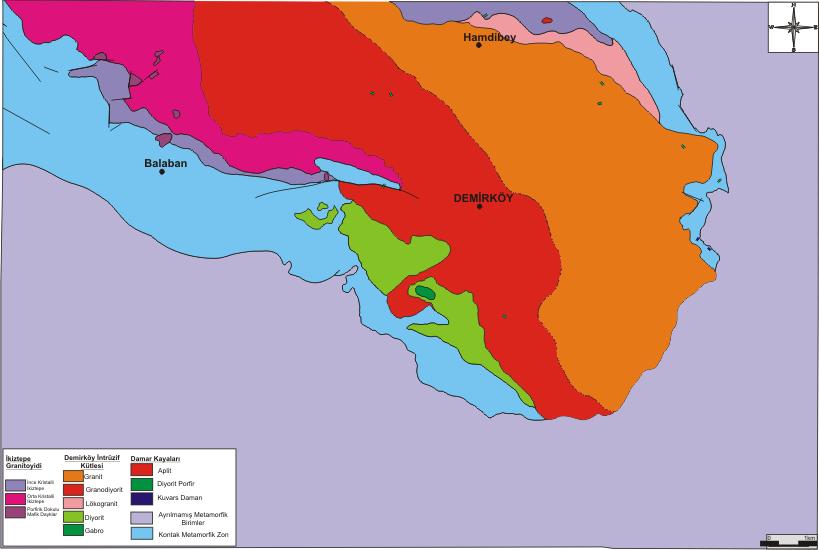 N
Hamdibey
Balaban
DEMİRKÖY
İkiztepe
Granitoyidi
İnce Kristalli
İkiztepe
Orta Kristalli
İkiztepe
Porfirik Dokulu
Mafik Dayklar
Demirköy İntrüzif
Kütlesi
Granit
Granodiyorit
Lökogranit
Diyorit
Gabro
Damar Kayaları
Aplit
Diyorit Porfir
Kuvars Damarı
Ayrılmamış Metamorfik
Birimler
Kontak Metamorfik Zon
0 1km